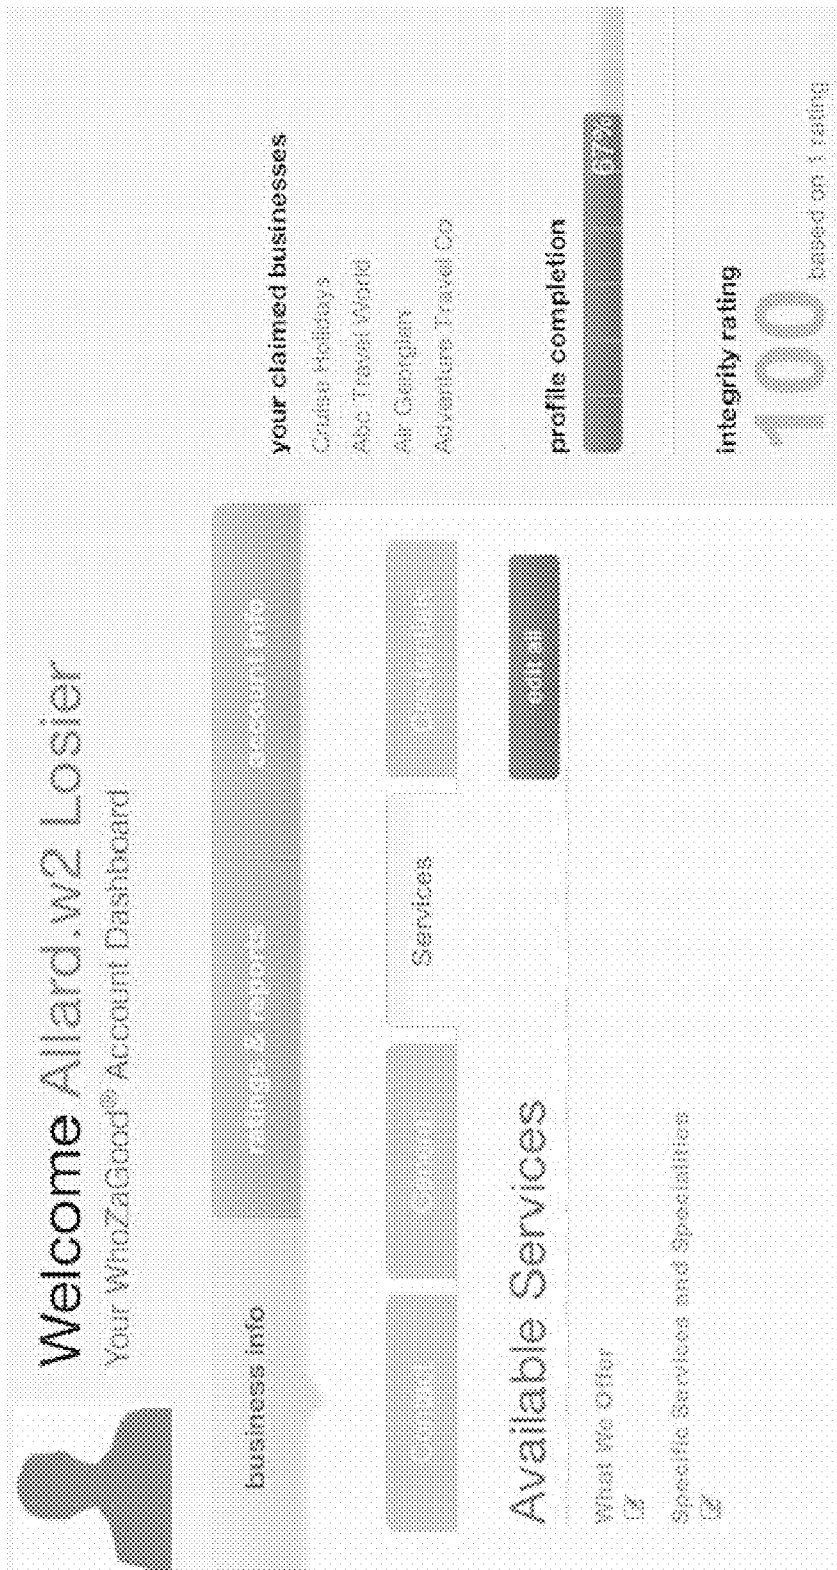 Welcome Allard.w2 Losier
Your WhoZaGood® Account Dashboard
business info
Services
Available Services
edit all
What We Offer
Specific Services and Specialities
your claimed businesses
Cruise Holidays
Abc Travel World
Air Georgian
Adventure Travel Co
profile completion
integrity rating
100 based on 1 rating